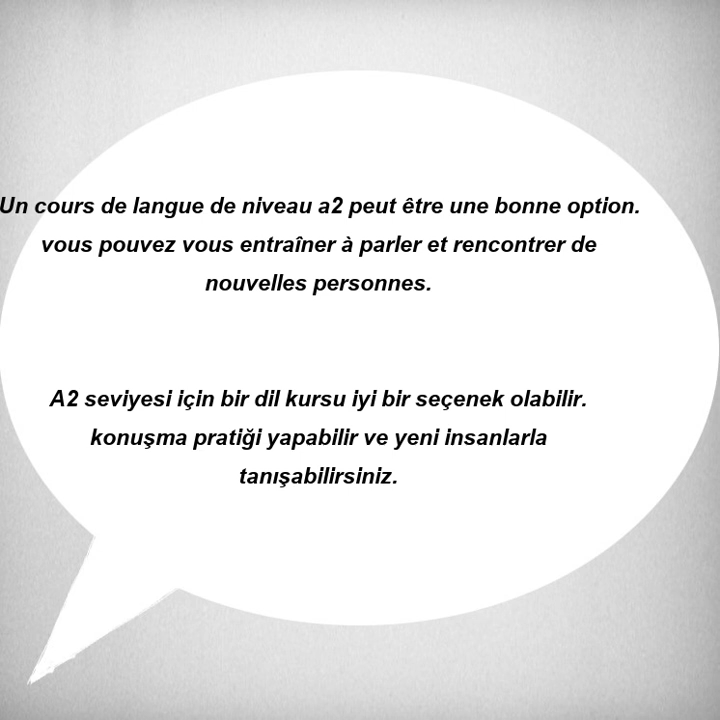 Un cours de langue de niveau a2 peut être une bonne option.
vous pouvez vous entraîner à parler et rencontrer de
nouvelles personnes.
A2 seviyesi için bir dil kursu iyi bir seçenek olabilir.
konuşma pratiği yapabilir ve yeni insanlarla
tanışabilirsiniz.